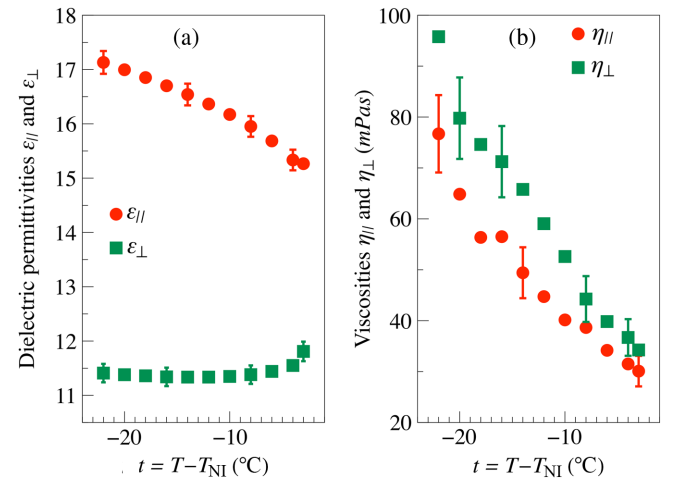 (a)
Dielectric permittivities ε// and ε⊥
18
17
16
15
14
13
12
11
ε//
ε⊥
−20
−10
t = T−TNI (°C)
(b)
Viscosities η// and η⊥ (mPas)
100
80
60
40
20
η//
η⊥
−20
−10
t = T−TNI (°C)